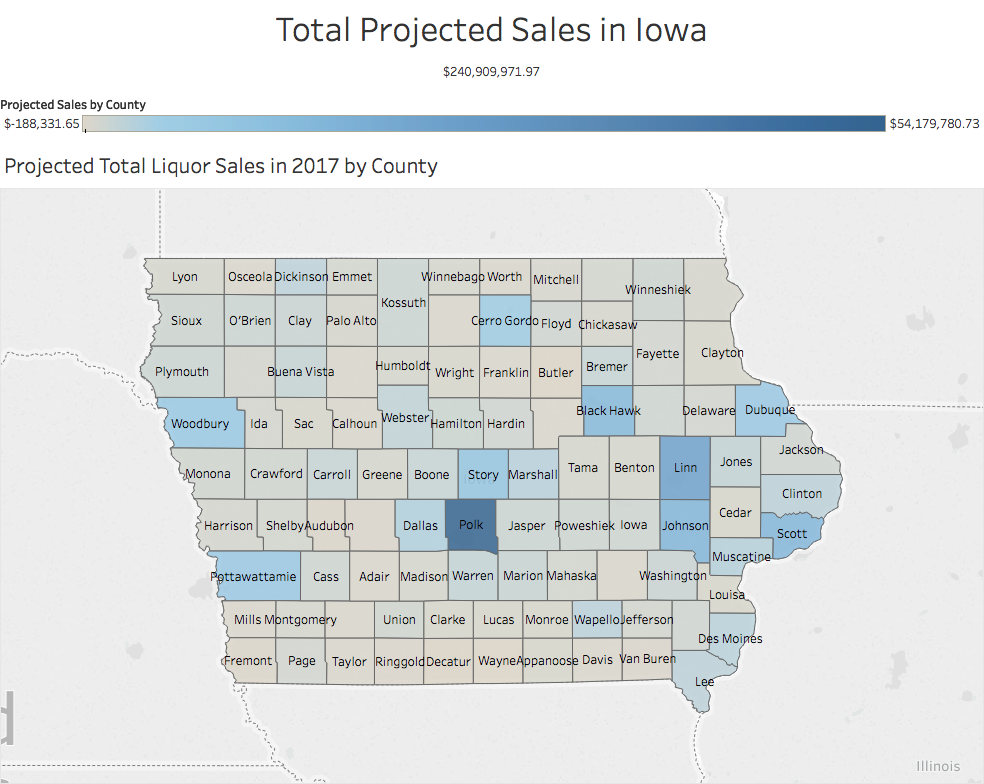 Total Projected Sales in Iowa
$240,909,971.97
Projected Sales by County
$-188,331.65 $54,179,780.73
Projected Total Liquor Sales in 2017 by County
Lyon Osceola Dickinson Emmet Winnebago Worth Mitchell
Winneshiek
Kossuth
Sioux O'Brien Clay Palo Alto Cerro Gordo Floyd Chickasaw
Fayette Clayton
Plymouth Buena Vista Humboldt Wright Franklin Butler Bremer
Woodbury Ida Sac Calhoun Webster Hamilton Hardin Black Hawk Delaware Dubuque
Jackson
Monona Crawford Carroll Greene Boone Story Marshall Tama Benton Linn Jones
Iowa
Clinton
Harrison Shelby Audubon Dallas Polk Jasper Poweshiek Iowa Johnson Cedar
Scott
Muscatine
Pottawattamie Cass Adair Madison Warren Marion Mahaska Washington
Louisa
Mills Montgomery Union Clarke Lucas Monroe Wapello Jefferson
Des Moines
Fremont Page Taylor Ringgold Decatur Wayne Appanoose Davis Van Buren
Lee
d
Illinois